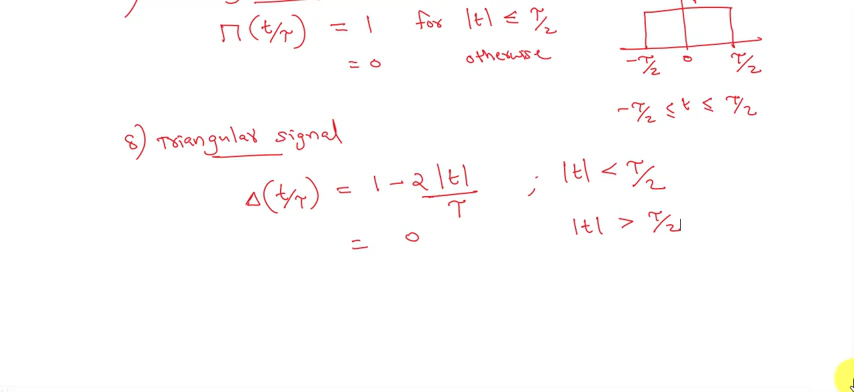 Π(t/τ) = 1 for |t| ≤ τ/2
= 0 otherwise
-τ/2 0 τ/2
-τ/2 ≤ t ≤ τ/2
8) Triangular signal
Δ(t/τ) = 1 - 2|t|/τ ; |t| < τ/2
= 0 |t| > τ/2